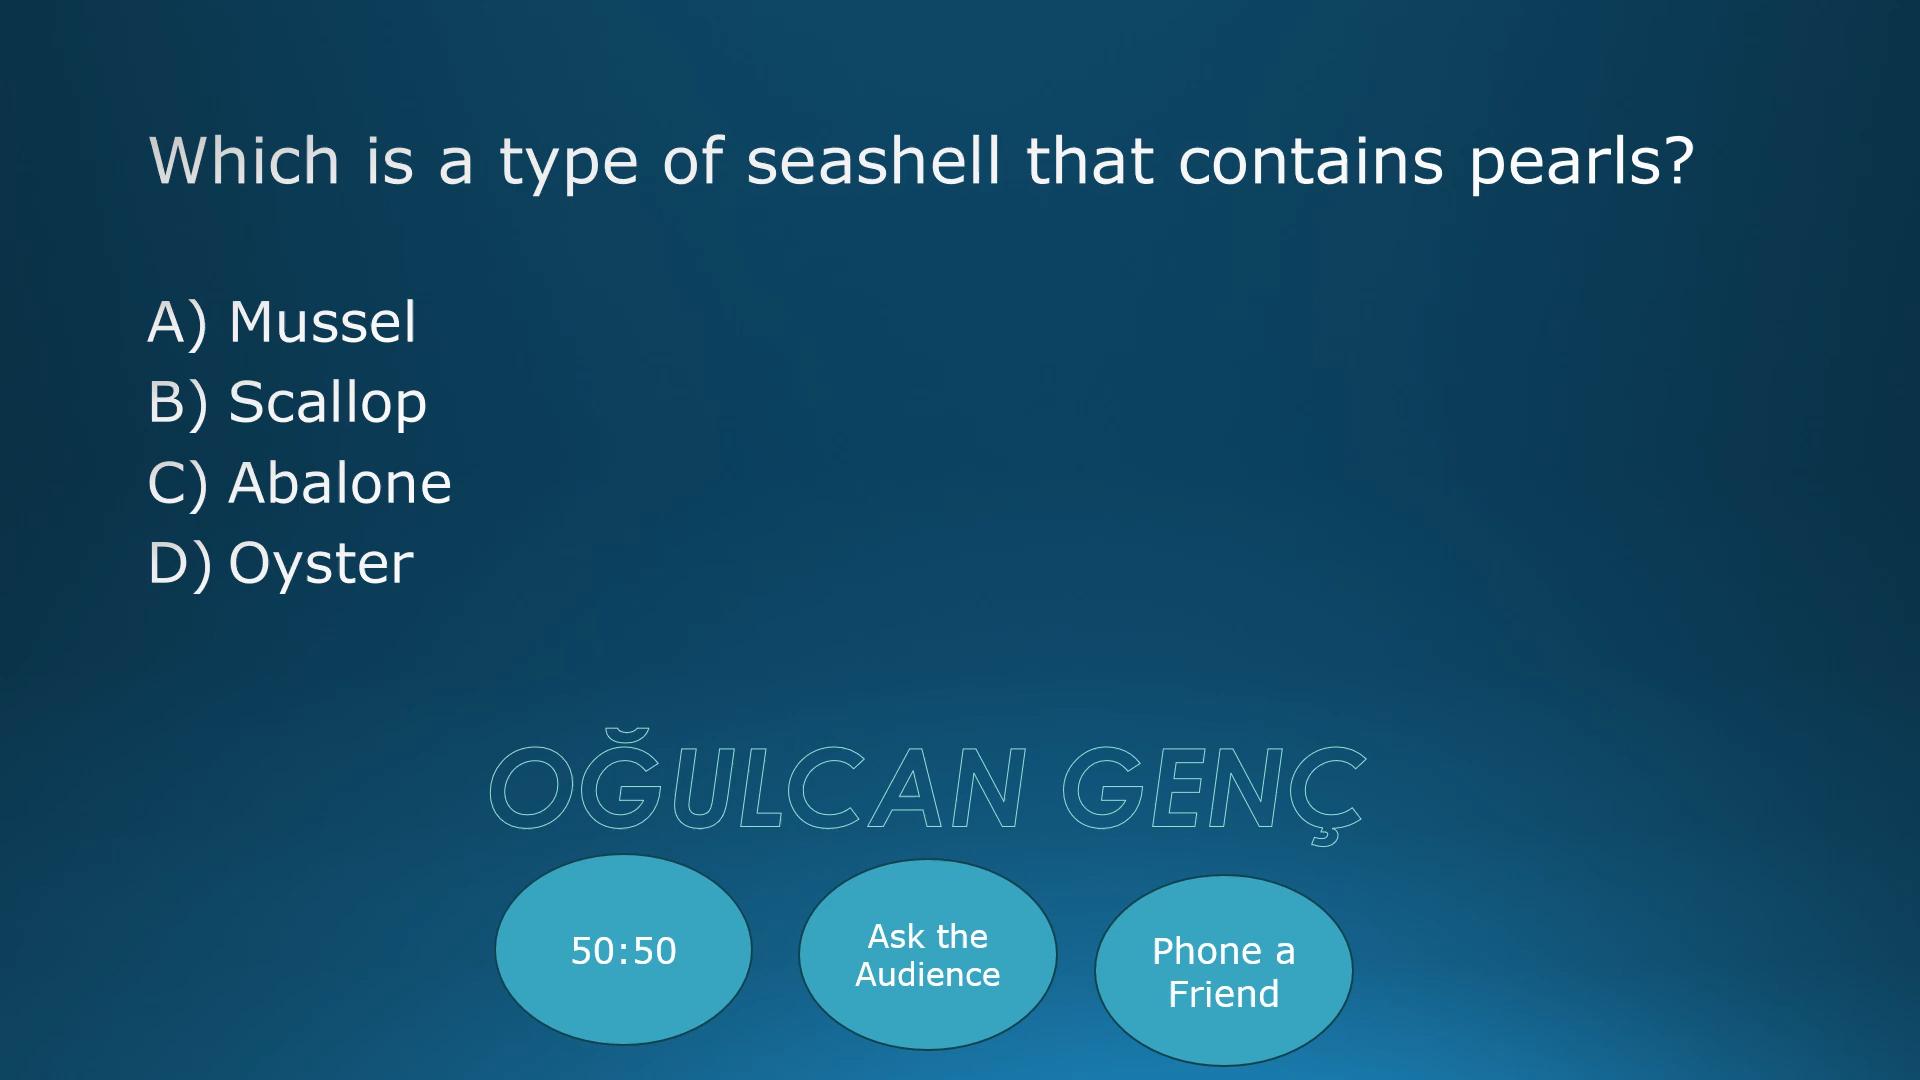 Which is a type of seashell that contains pearls?
A) Mussel
B) Scallop
C) Abalone
D) Oyster
OĞULCAN GENÇ
50:50
Ask the
Audience
Phone a
Friend